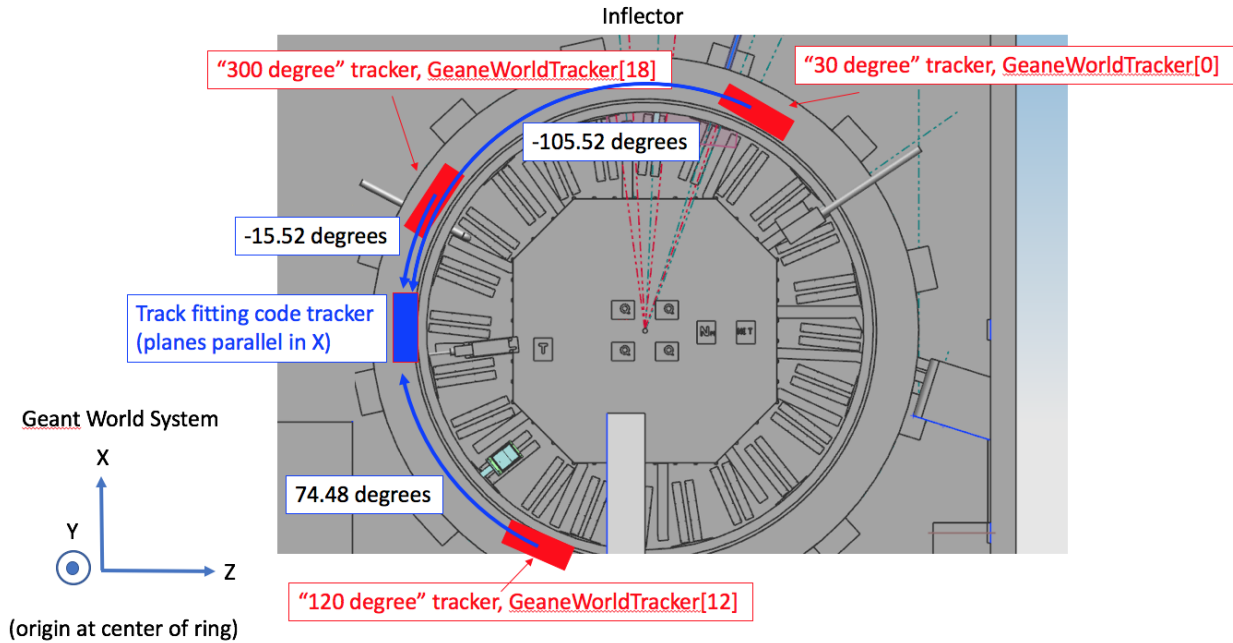 Inflector
“300 degree” tracker, GeaneWorldTracker[18]
“30 degree” tracker, GeaneWorldTracker[0]
-105.52 degrees
-15.52 degrees
Track fitting code tracker
(planes parallel in X)
Q
Q
Q
Q
T
Geant World System
X
Y
Z
74.48 degrees
“120 degree” tracker, GeaneWorldTracker[12]
(origin at center of ring)